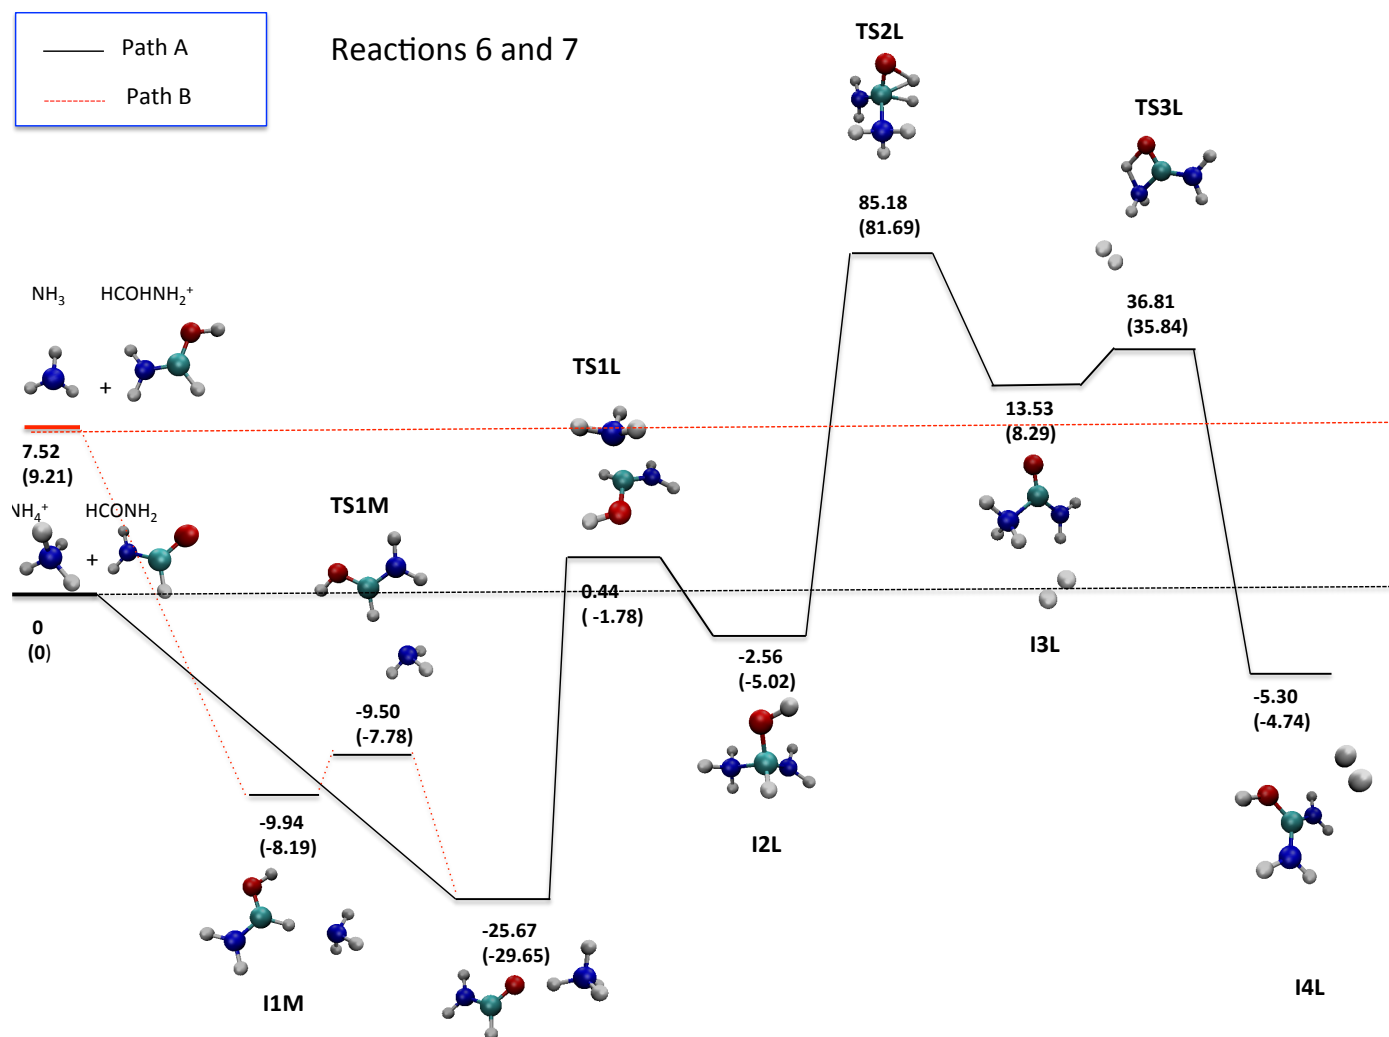 Path A
Path B
Reactions 6 and 7
TS2L
TS3L
85.18
(81.69)
NH₃
HCOHNH₂⁺
+
36.81
(35.84)
TS1L
7.52
(9.21)
13.53
(8.29)
NH₄⁺
HCONH₂
+
TS1M
0
(0)
0.44
( -1.78)
I3L
-2.56
(-5.02)
-5.30
(-4.74)
-9.50
(-7.78)
-9.94
(-8.19)
I2L
-25.67
(-29.65)
I1M
I4L